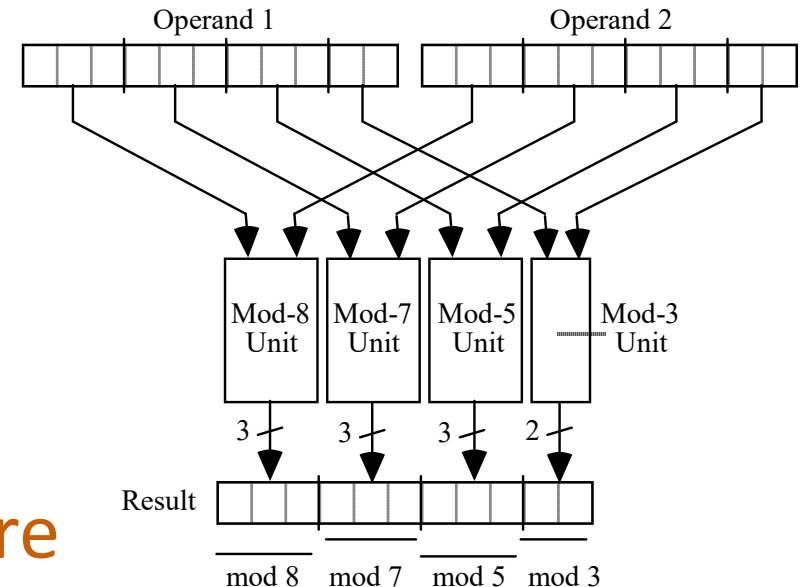 Operand 1
Operand 2
Mod-8
Unit
Mod-7
Unit
Mod-5
Unit
Mod-3
Unit
3
3
3
2
Result
re
mod 8
mod 7
mod 5
mod 3